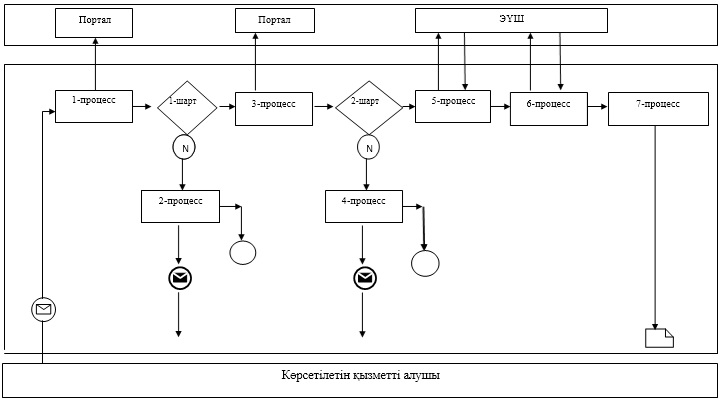 Портал
Портал
ЭҮШ
1-процесс
1-шарт
3-процесс
2-шарт
5-процесс
6-процесс
7-процесс
N
N
2-процесс
4-процесс
Көрсетілетін қызметті алушы